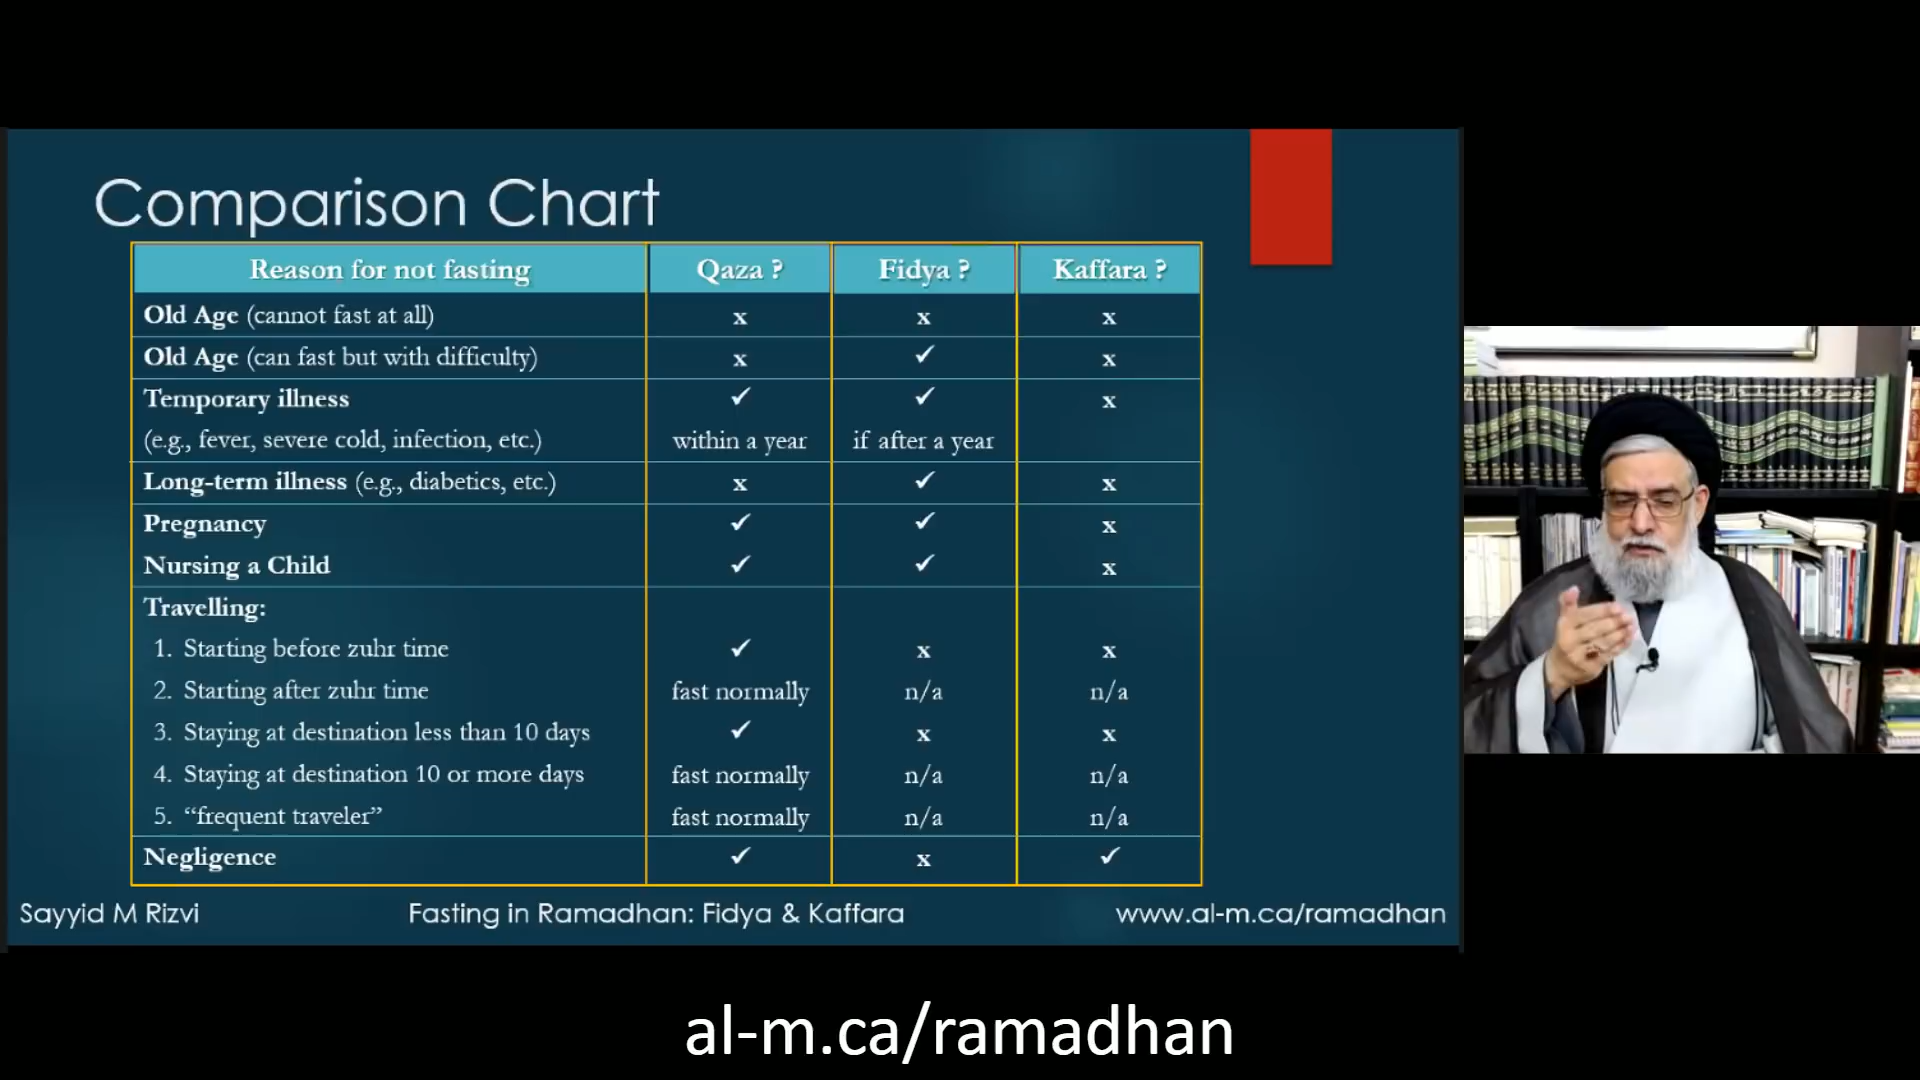 Comparison Chart
Reason for not fasting Qaza ? Fidya ? Kaffara ?
Old Age (cannot fast at all) x x x
Old Age (can fast but with difficulty) x ✓ x
Temporary illness ✓ ✓ x
(e.g., fever, severe cold, infection, etc.) within a year if after a year
Long-term illness (e.g., diabetics, etc.) x ✓ x
Pregnancy ✓ ✓ x
Nursing a Child ✓ ✓ x
Travelling:
1. Starting before zuhr time ✓ x x
2. Starting after zuhr time fast normally n/a n/a
3. Staying at destination less than 10 days ✓ x x
4. Staying at destination 10 or more days fast normally n/a n/a
5. “frequent traveler” fast normally n/a n/a
Negligence ✓ x ✓
Sayyid M Rizvi Fasting in Ramadhan: Fidya & Kaffara www.al-m.ca/ramadhan
al-m.ca/ramadhan